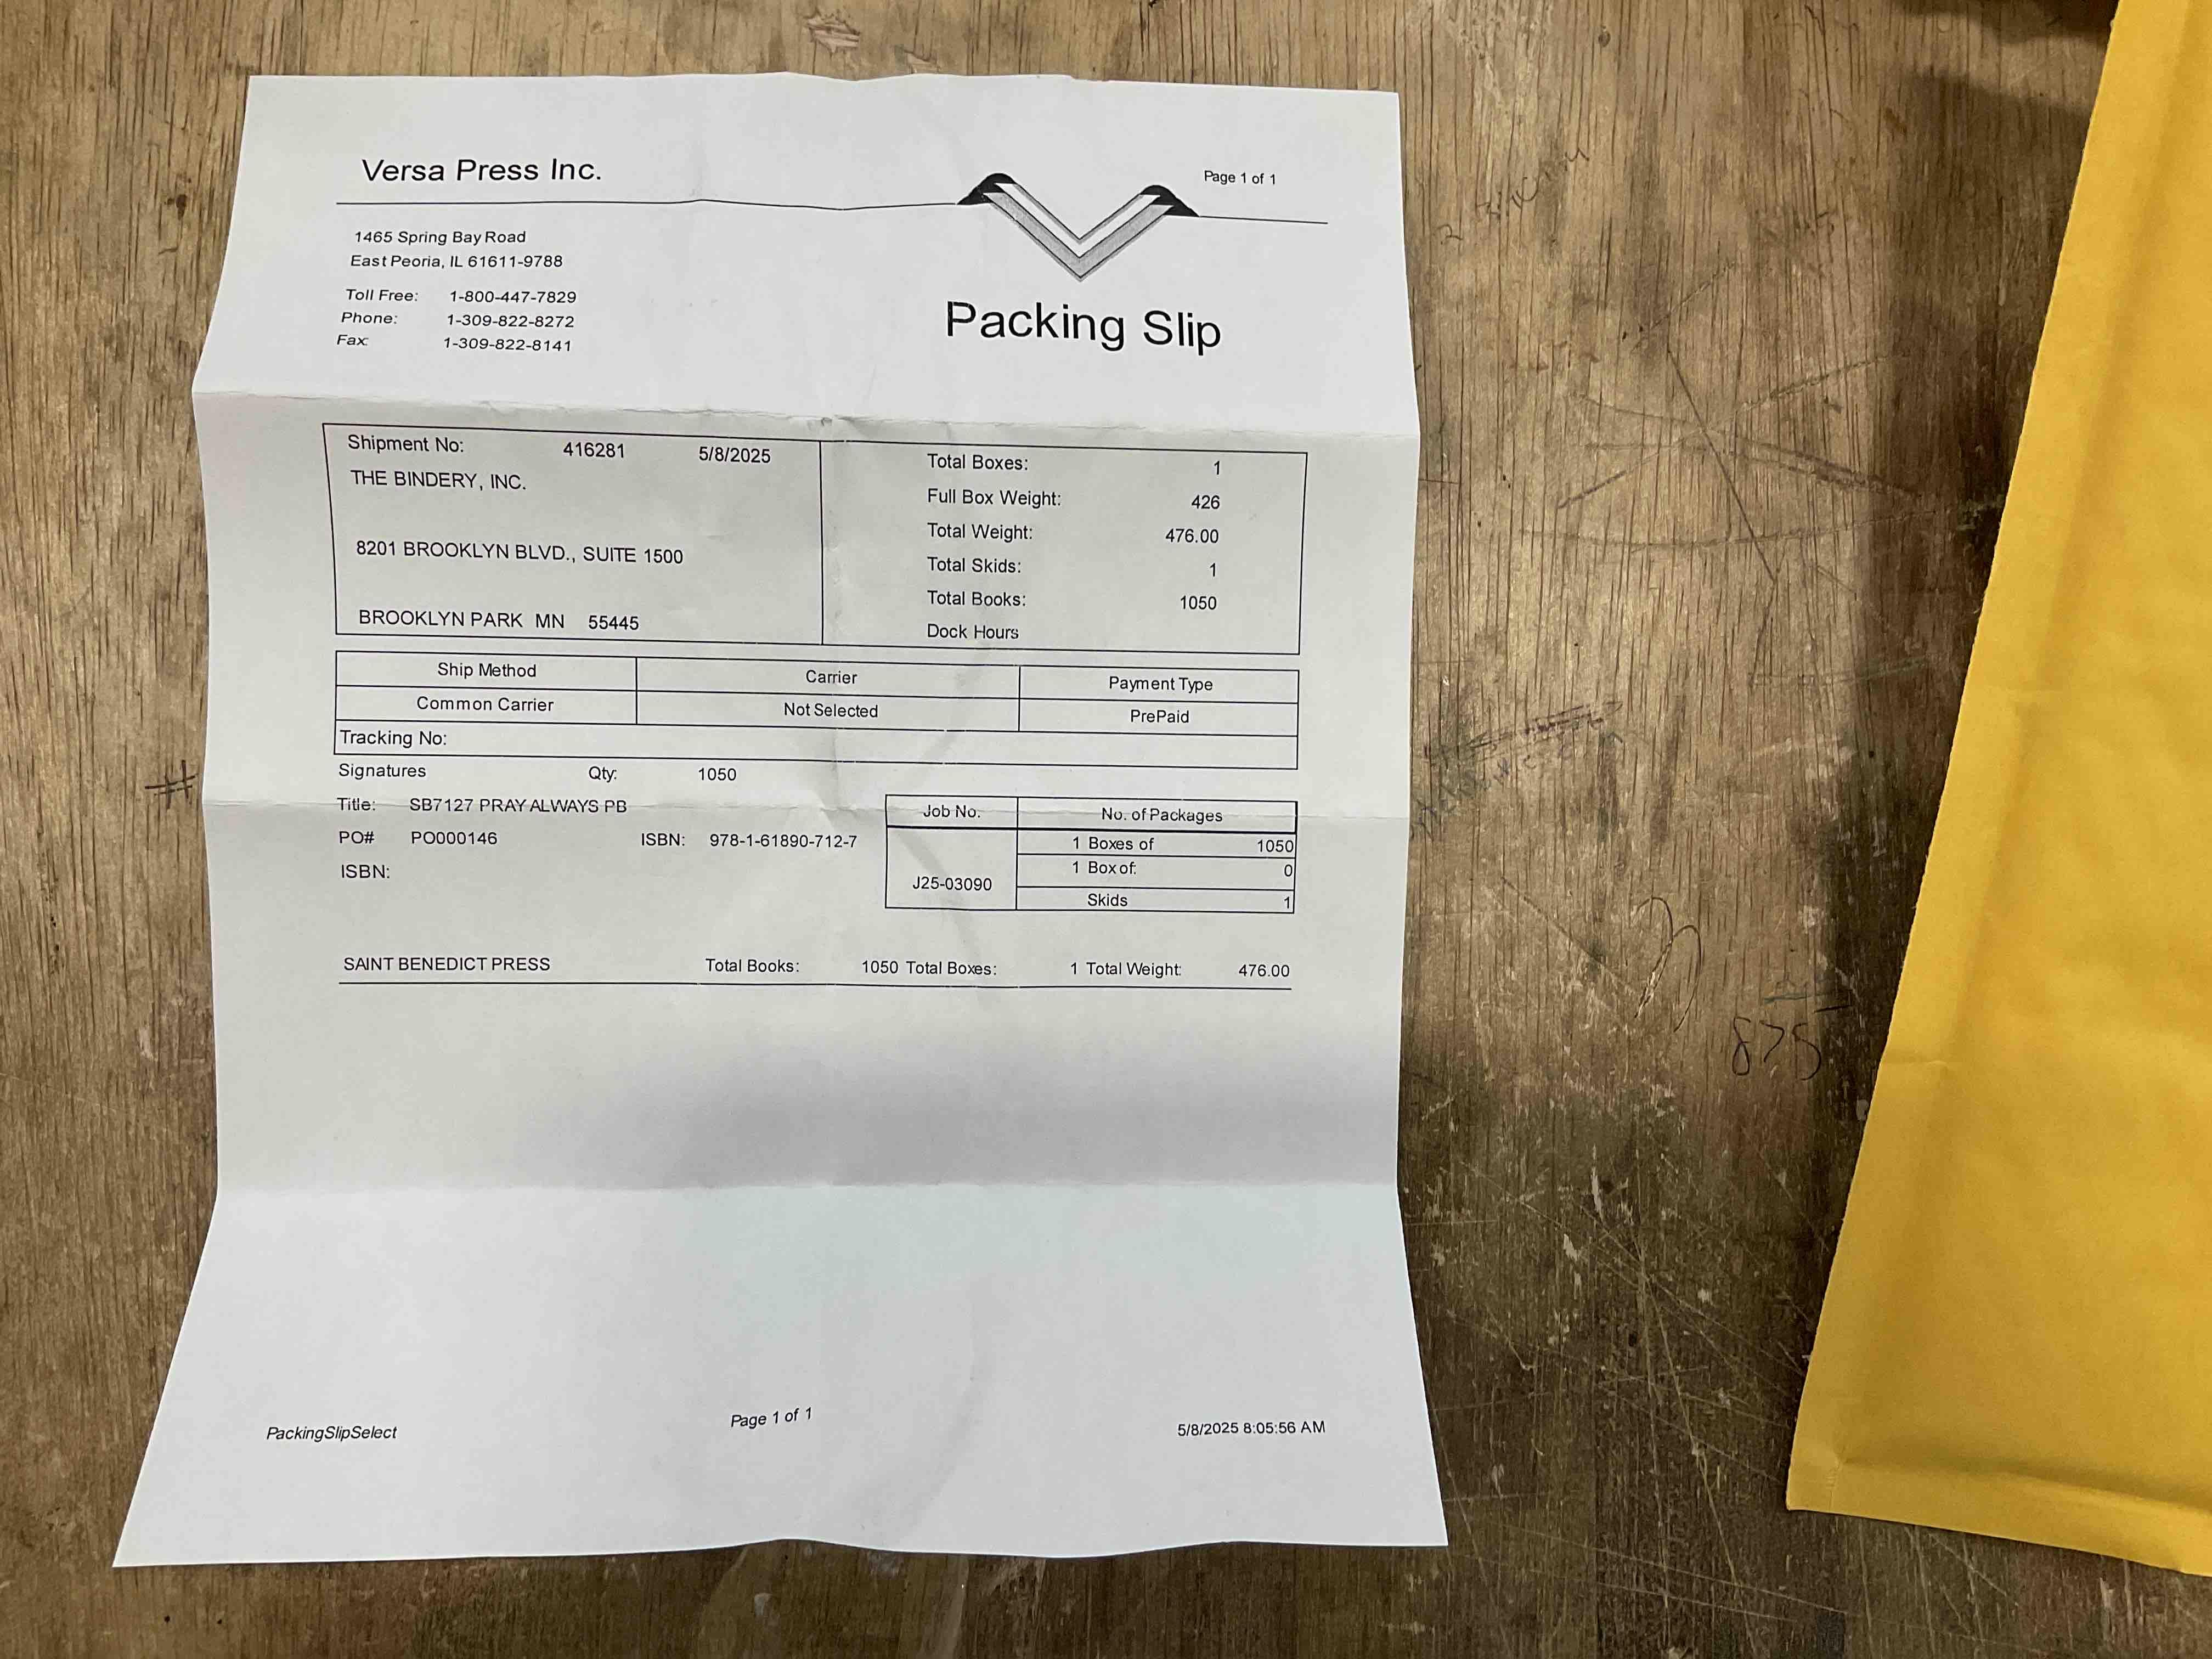 Versa Press Inc.
Page 1 of 1
1465 Spring Bay Road
East Peoria, IL 61611-9788
Toll Free: 1-800-447-7829
Phone: 1-309-822-8272
Fax: 1-309-822-8141
Packing Slip
Shipment No: 416281 5/8/2025
THE BINDERY, INC.
8201 BROOKLYN BLVD., SUITE 1500
BROOKLYN PARK MN 55445
Total Boxes: 1
Full Box Weight: 426
Total Weight: 476.00
Total Skids: 1
Total Books: 1050
Dock Hours
Ship Method Carrier Payment Type
Common Carrier Not Selected PrePaid
Tracking No:
Signatures Qty: 1050
Title: SB7127 PRAY ALWAYS PB
PO# PO000146 ISBN: 978-1-61890-712-7
ISBN:
Job No. No. of Packages
J25-03090
1 Boxes of 1050
1 Box of: 0
Skids 1
SAINT BENEDICT PRESS Total Books: 1050 Total Boxes: 1 Total Weight: 476.00
PackingSlipSelect Page 1 of 1 5/8/2025 8:05:56 AM
#
875